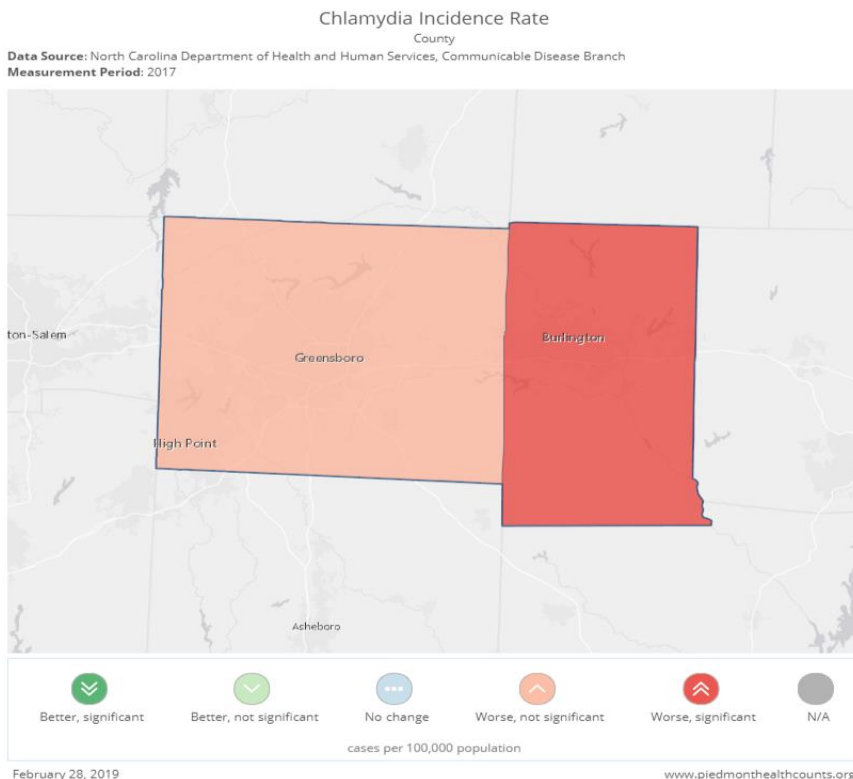 Chlamydia Incidence Rate
County
Data Source: North Carolina Department of Health and Human Services, Communicable Disease Branch
Measurement Period: 2017
ton-Salem
Burlington
Greensboro
High Point
Asheboro
Better, significant
Better, not significant
No change
Worse, not significant
Worse, significant
N/A
cases per 100,000 population
February 28, 2019
www.piedmonthealthcounts.org